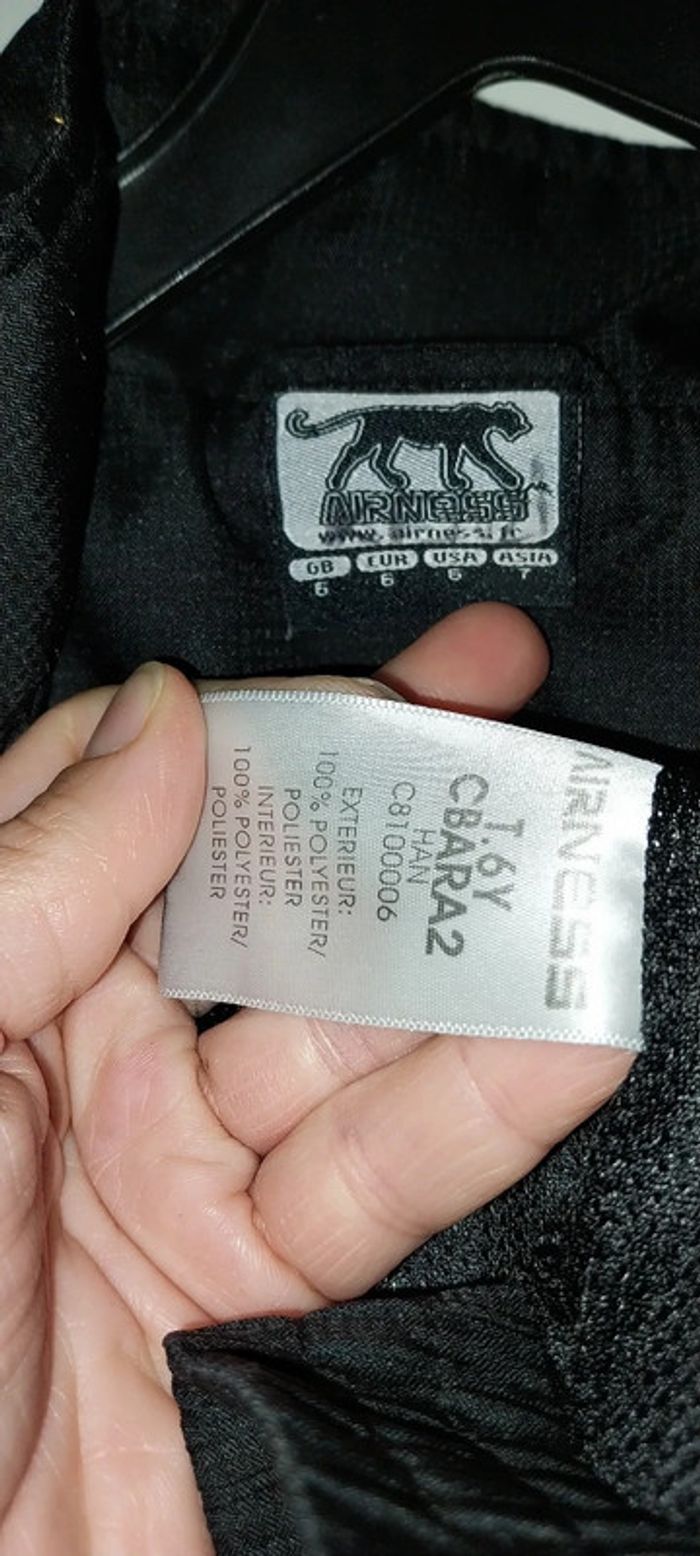 AIRNESS
www.airness.fr
GB EUR USA ASIA
6 6 6 7
AIRNESS
T.6Y
CBARA2
HAN
C8100006
EXTERIEUR:
100% POLYESTER/
POLIESTER
INTERIEUR:
100% POLYESTER/
POLIESTER